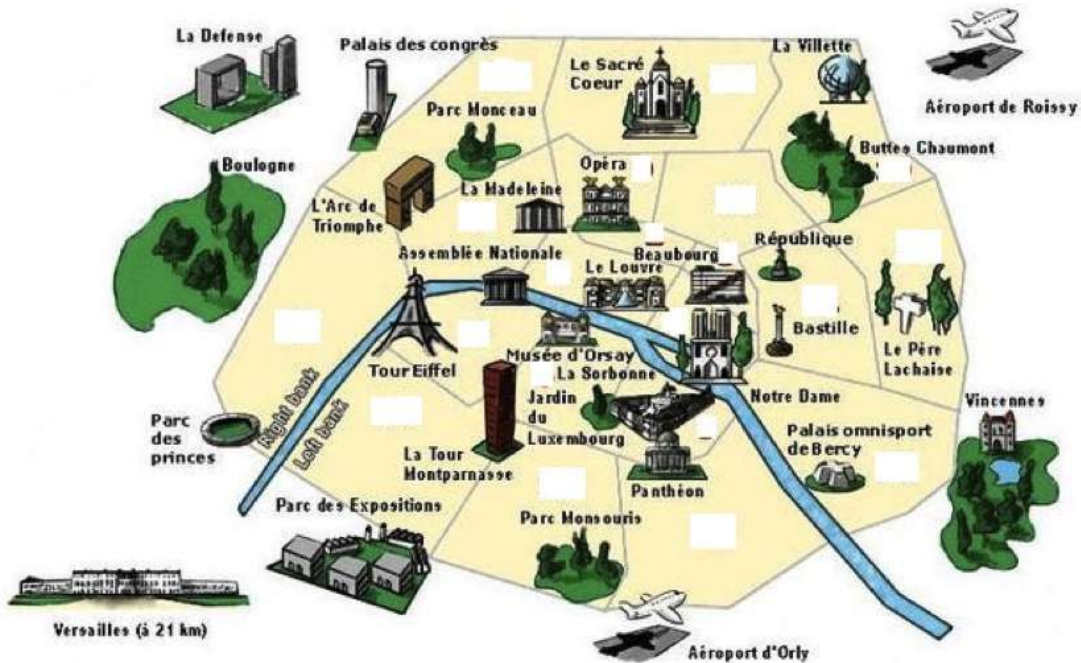 La Defense
Palais des congrès
La Villette
Le Sacré
Coeur
Aéroport de Roissy
Parc Monceau
Buttes Chaumont
Boulogne
Opéra
La Madeleine
L'Arc de
Triomphe
République
Assemblée Nationale
Beaubourg
Le Louvre
Bastille
Le Père
Lachaise
Musée d'Orsay
Tour Eiffel
La Sorbonne
Notre Dame
Vincennes
Right bank
Left bank
Jardin
du
Luxembourg
Parc
des
princes
Palais omnisport
de Bercy
La Tour
Montparnasse
Panthéon
Parc des Expositions
Parc Monsouris
Versailles (à 21 km)
Aéroport d'Orly